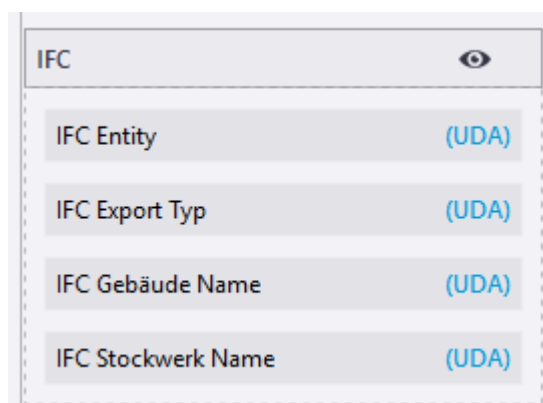 IFC
IFC Entity (UDA)
IFC Export Typ (UDA)
IFC Gebäude Name (UDA)
IFC Stockwerk Name (UDA)